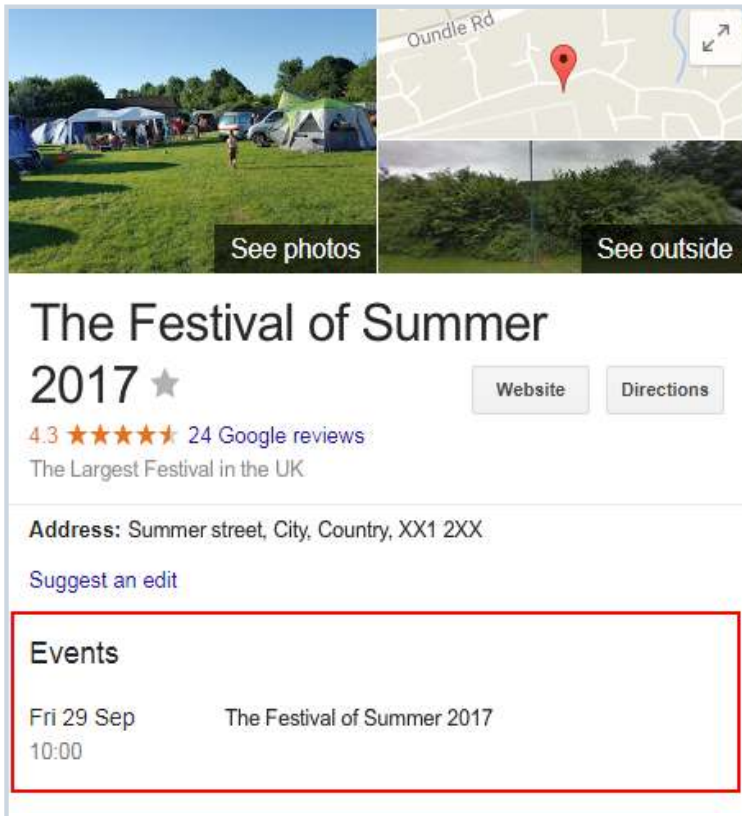 Oundle Rd
See photos
See outside
The Festival of Summer
2017
Website
Directions
4.3
24 Google reviews
The Largest Festival in the UK
Address: Summer street, City, Country, XX1 2XX
Suggest an edit
Events
Fri 29 Sep
The Festival of Summer 2017
10:00